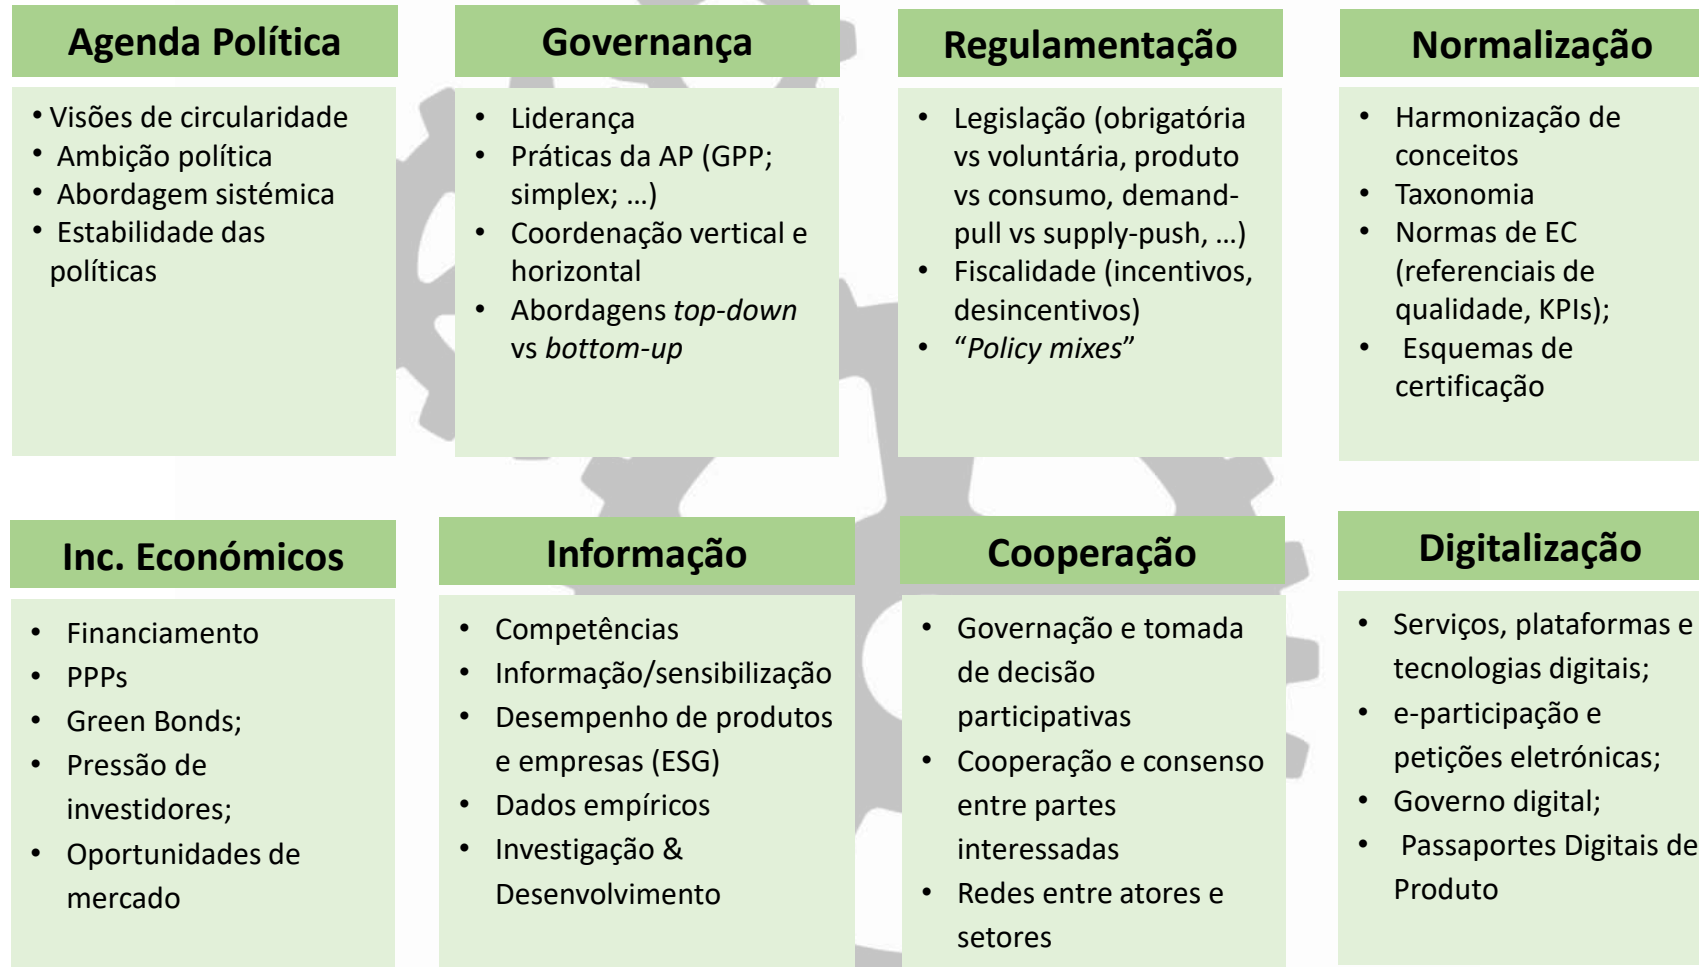 Agenda Política
• Visões de circularidade
• Ambição política
• Abordagem sistémica
• Estabilidade das
políticas
Governança
• Liderança
• Práticas da AP (GPP;
simplex; …)
• Coordenação vertical e
horizontal
• Abordagens top-down
vs bottom-up
Regulamentação
• Legislação (obrigatória
vs voluntária, produto
vs consumo, demand-
pull vs supply-push, …)
• Fiscalidade (incentivos,
desincentivos)
• “Policy mixes”
Normalização
• Harmonização de
conceitos
• Taxonomia
• Normas de EC
(referenciais de
qualidade, KPIs);
• Esquemas de
certificação
Inc. Económicos
• Financiamento
• PPPs
• Green Bonds;
• Pressão de
investidores;
• Oportunidades de
mercado
Informação
• Competências
• Informação/sensibilização
• Desempenho de produtos
e empresas (ESG)
• Dados empíricos
• Investigação &
Desenvolvimento
Cooperação
• Governação e tomada
de decisão
participativas
• Cooperação e consenso
entre partes
interessadas
• Redes entre atores e
setores
Digitalização
• Serviços, plataformas e
tecnologias digitais;
• e-participação e
petições eletrónicas;
• Governo digital;
• Passaportes Digitais de
Produto